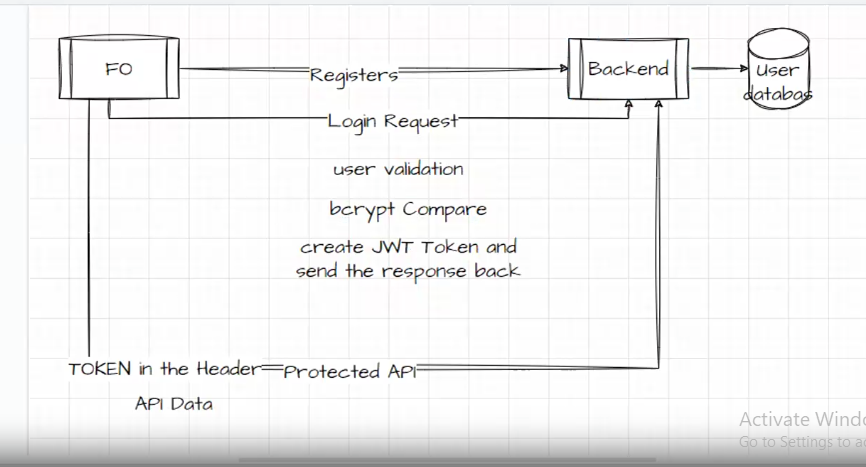 FO
Registers
Backend
User
databas
Login Request
user validation
bcrypt Compare
create JWT Token and
send the response back
TOKEN in the Header
Protected API
API Data
Activate Windo
Go to Settings to a